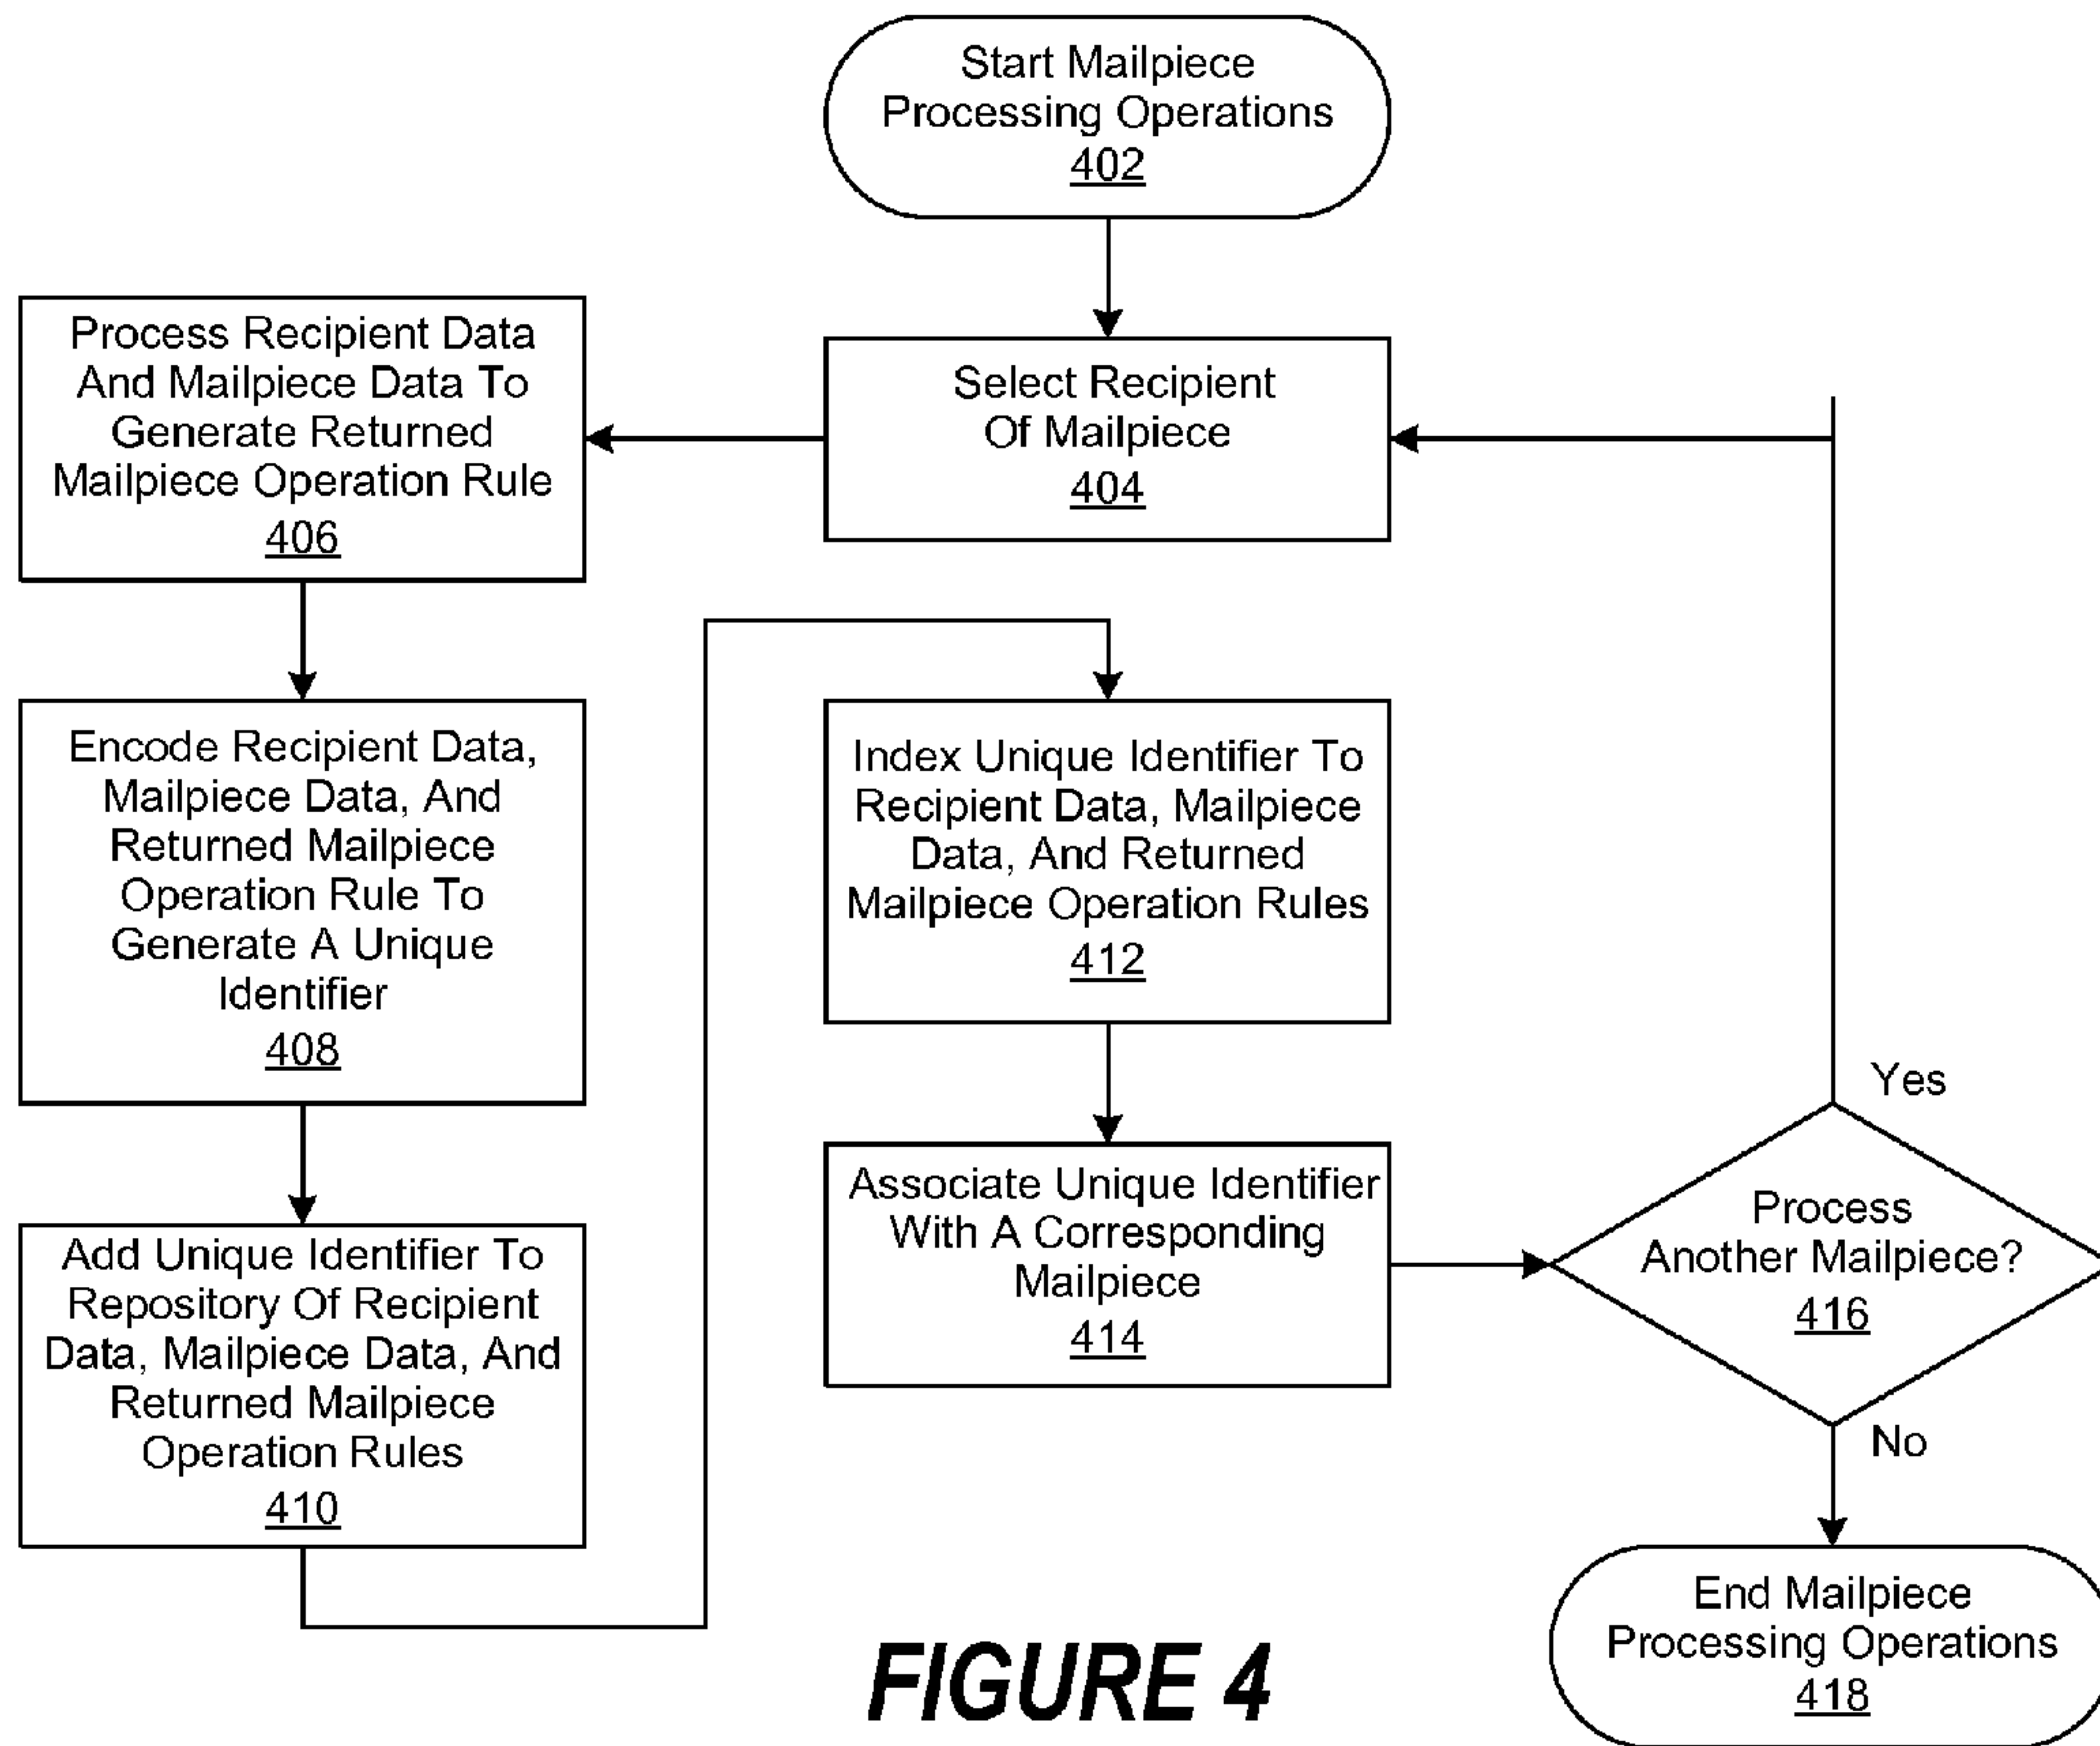 Start Mailpiece
Processing Operations
402
Select Recipient
Of Mailpiece
404
Process Recipient Data
And Mailpiece Data To
Generate Returned
Mailpiece Operation Rule
406
Encode Recipient Data,
Mailpiece Data, And
Returned Mailpiece
Operation Rule To
Generate A Unique
Identifier
408
Add Unique Identifier To
Repository Of Recipient
Data, Mailpiece Data, And
Returned Mailpiece
Operation Rules
410
Index Unique Identifier To
Recipient Data, Mailpiece
Data, And Returned
Mailpiece Operation Rules
412
Associate Unique Identifier
With A Corresponding
Mailpiece
414
Process
Another Mailpiece?
416
Yes
No
End Mailpiece
Processing Operations
418
FIGURE 4